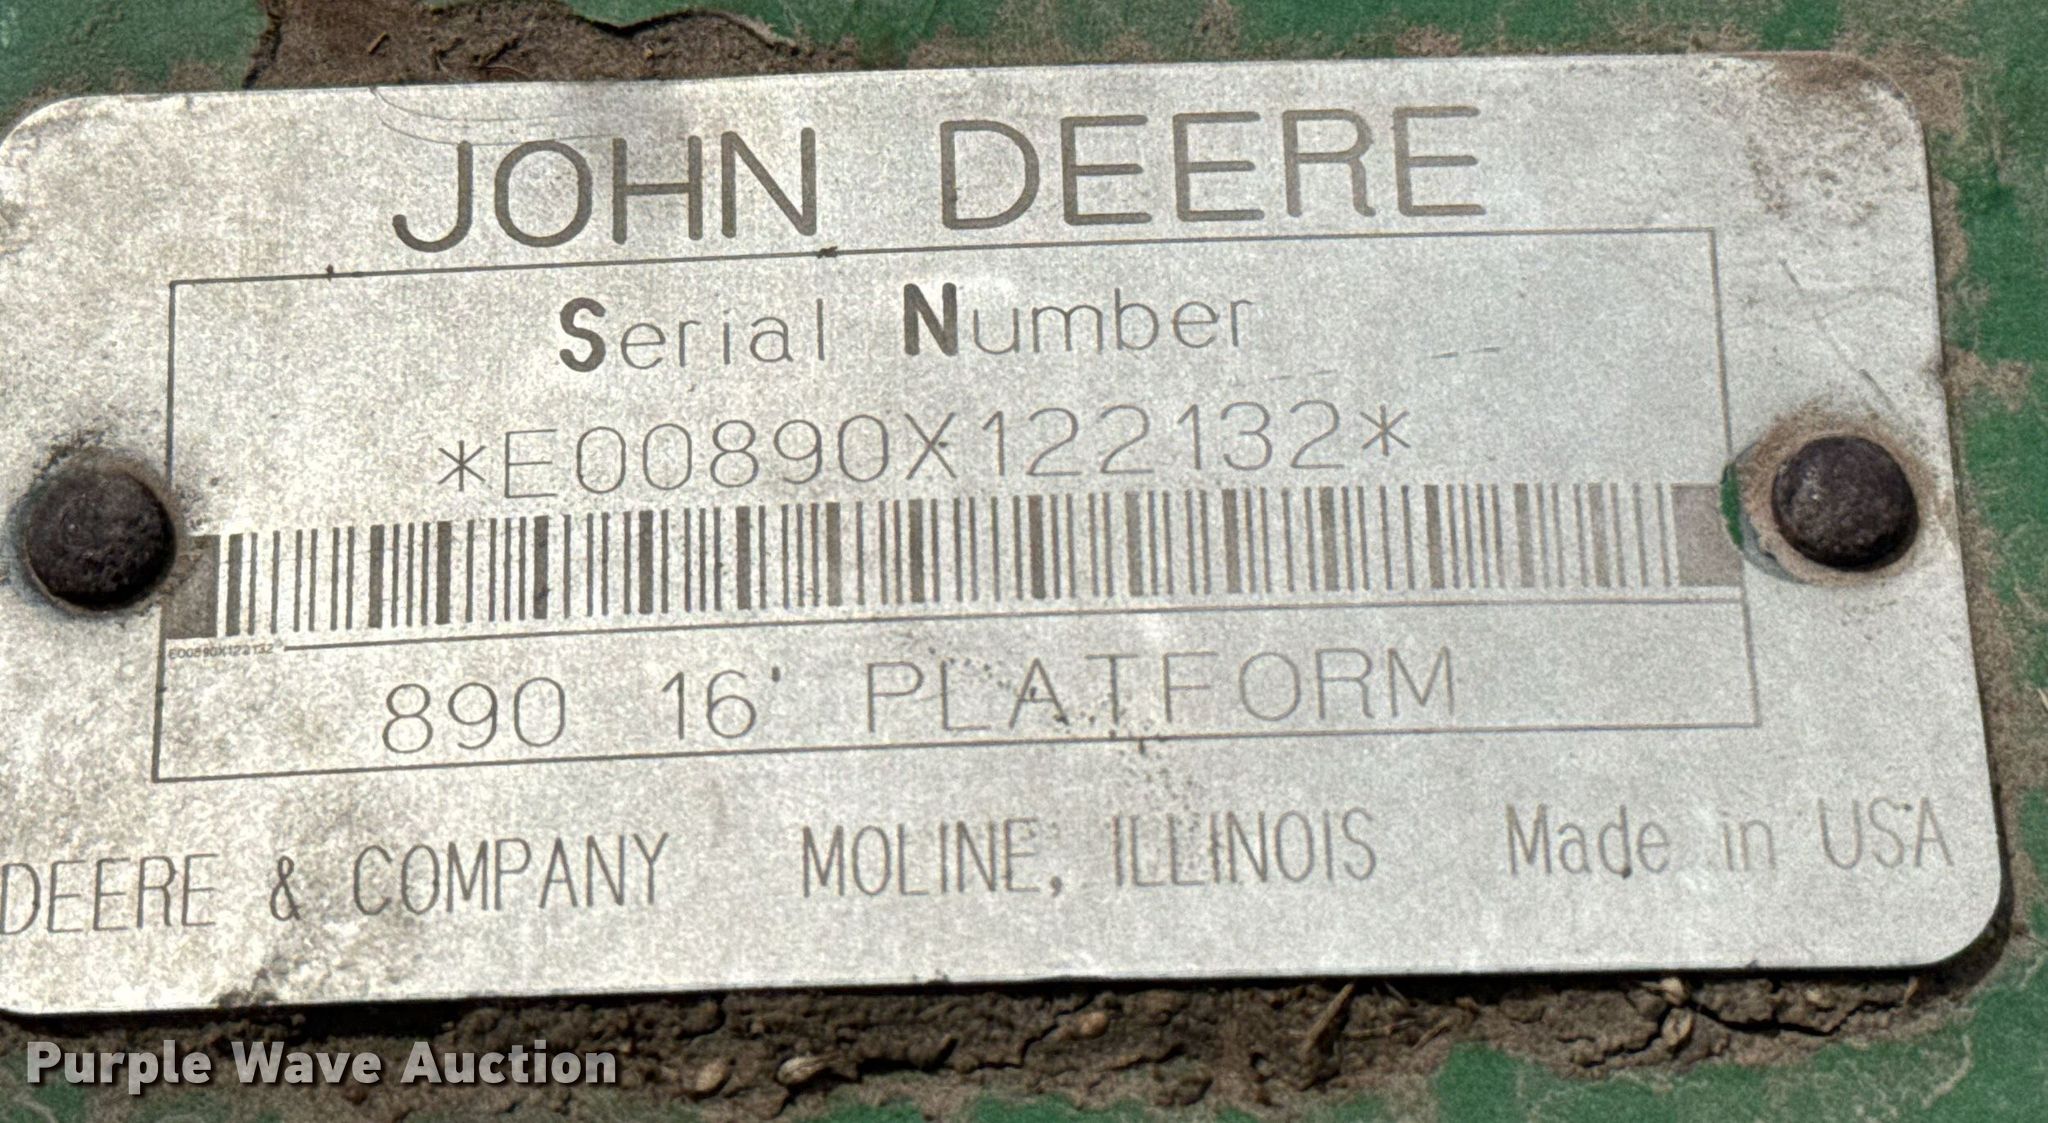 JOHN DEERE
Serial Number
*E00890X122132*
E00890X122132
890 16' PLATFORM
DEERE & COMPANY MOLINE, ILLINOIS Made in USA
Purple Wave Auction